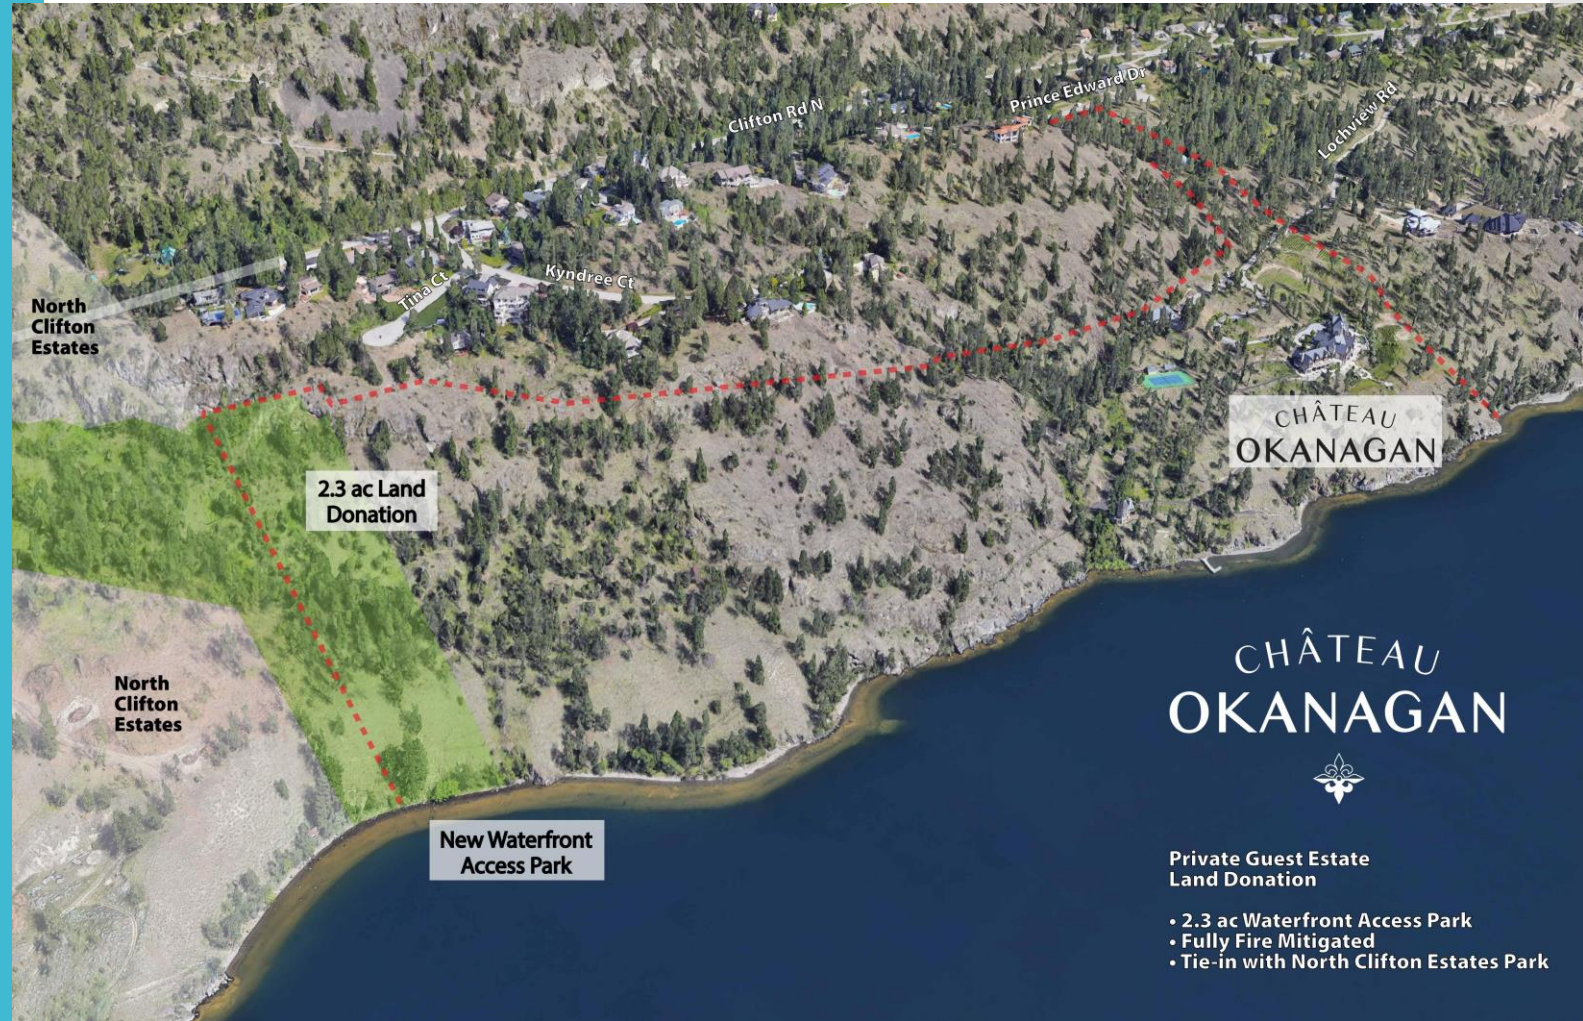 Clifton Rd N
Prince Edward Dr
Lochview Rd
Tina Ct
Kyndree Ct
North
Clifton
Estates
CHÂTEAU
OKANAGAN
2.3 ac Land
Donation
North
Clifton
Estates
New Waterfront
Access Park
CHÂTEAU
OKANAGAN
Private Guest Estate
Land Donation
• 2.3 ac Waterfront Access Park
• Fully Fire Mitigated
• Tie-in with North Clifton Estates Park